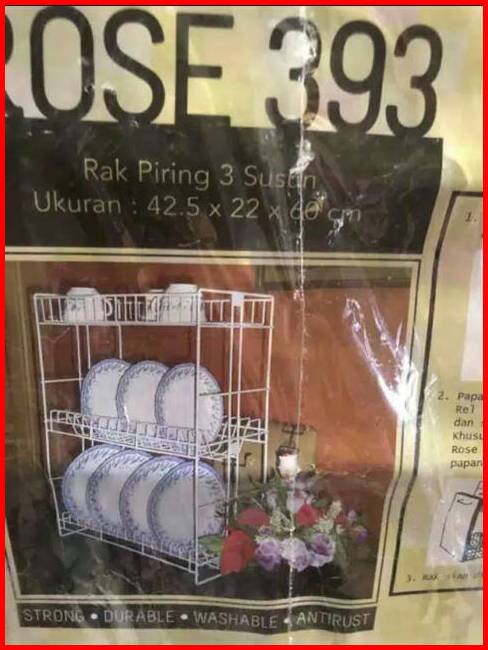 ROSE 393
Rak Piring 3 Susun
Ukuran : 42.5 x 22 x 60 cm
1.
2. Papa
Rel
dan
Khusu
Rose
papan
3. Rak
STRONG • DURABLE • WASHABLE • ANTIRUST